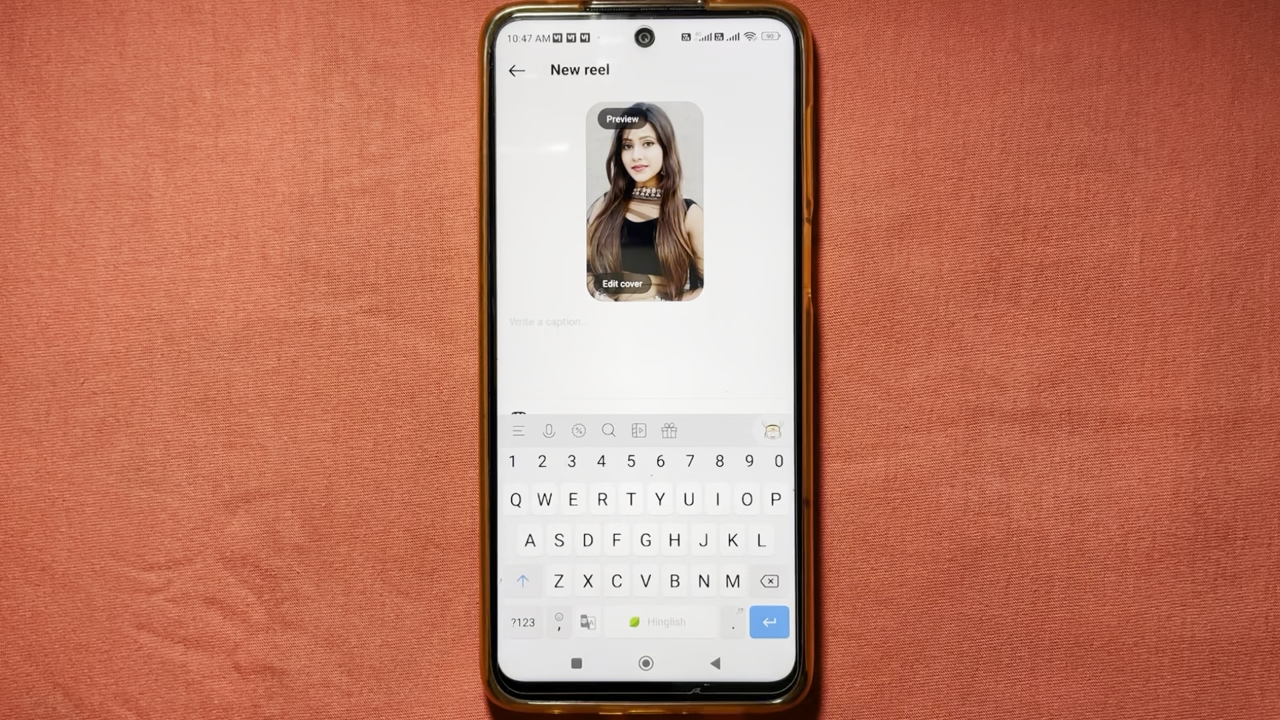 10:47 AM
90
New reel
Preview
Edit cover
Write a caption...
1 2 3 4 5 6 7 8 9 0
Q W E R T Y U I O P
A S D F G H J K L
Z X C V B N M
?123 , Hinglish .